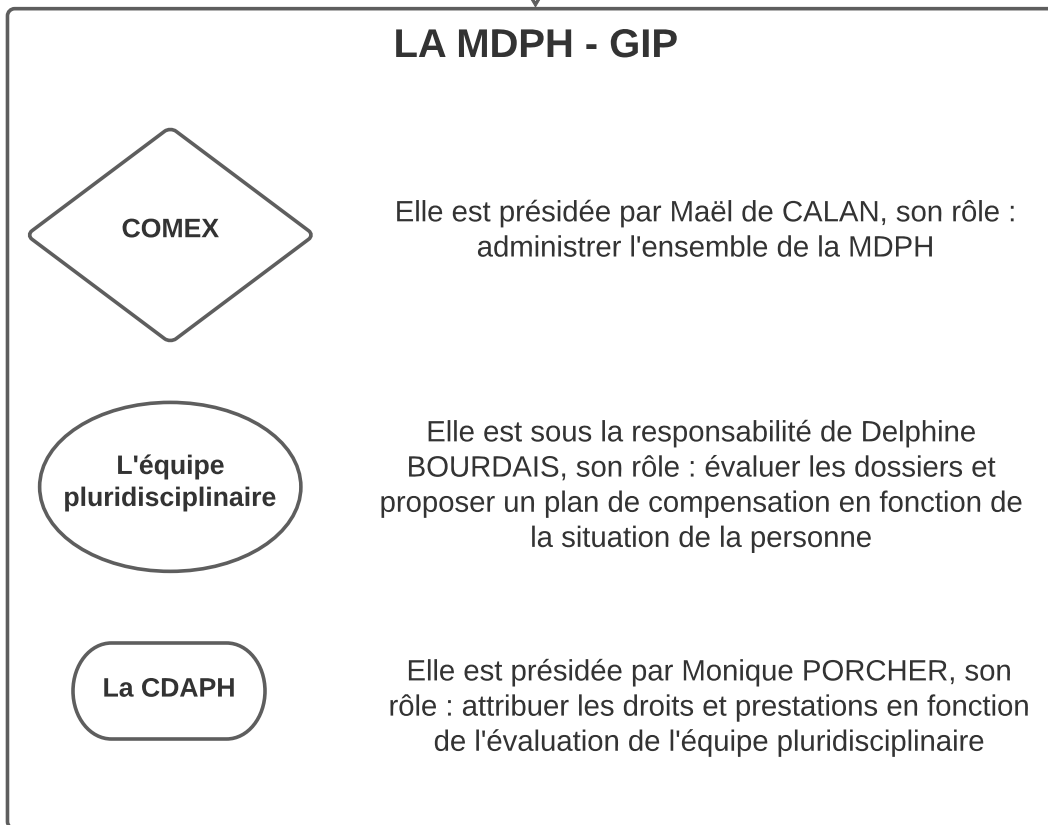 LA MDPH - GIP
COMEX
Elle est présidée par Maël de CALAN, son rôle :
administrer l'ensemble de la MDPH
L'équipe
pluridisciplinaire
Elle est sous la responsabilité de Delphine
BOURDAIS, son rôle : évaluer les dossiers et
proposer un plan de compensation en fonction de
la situation de la personne
La CDAPH
Elle est présidée par Monique PORCHER, son
rôle : attribuer les droits et prestations en fonction
de l'évaluation de l'équipe pluridisciplinaire